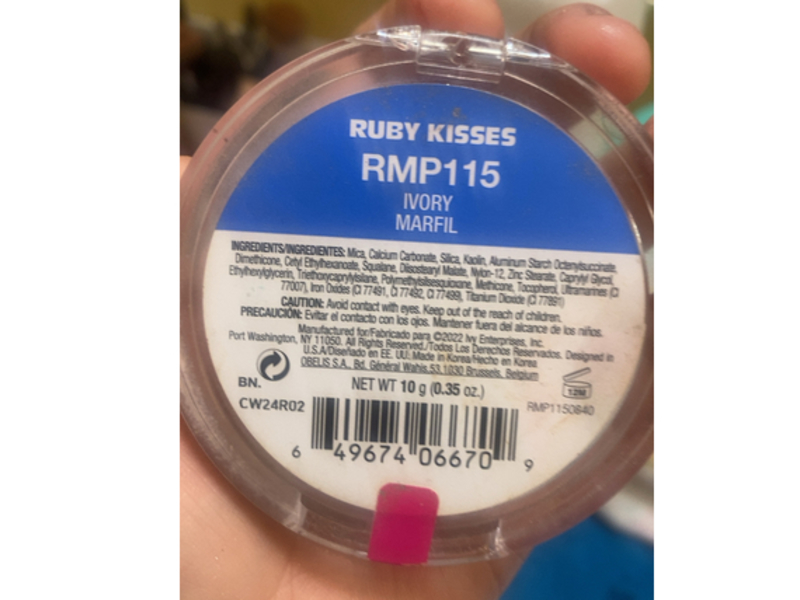 RUBY KISSES
RMP115
IVORY
MARFIL
INGREDIENTS/INGREDIENTES: Mica, Calcium Carbonate, Silica, Kaolin, Aluminum Starch Octenylsuccinate,
Dimethicone, Cetyl Ethylhexanoate, Squalane, Diisostearyl Malate, Nylon-12, Zinc Stearate, Caprylyl Glycol,
Ethylhexylglycerin, Triethoxycaprylylsilane, Polymethylsilsesquioxane, Methicone, Tocopherol, Ultramarines (CI
77007), Iron Oxides (CI 77491, CI 77492, CI 77499), Titanium Dioxide (CI 77891)
CAUTION: Avoid contact with eyes. Keep out of the reach of children.
PRECAUCIÓN: Evitar el contacto con los ojos. Mantener fuera del alcance de los niños.
Manufactured for/Fabricado para ©2022 Ivy Enterprises, Inc.
Port Washington, NY 11050. All Rights Reserved./Todos Los Derechos Reservados. Designed in
U.S.A/Diseñado en EE. UU. Made in Korea/Hecho en Korea
OBELIS S.A., Bd. Général Wahis 53, 1030 Brussels, Belgium
NET WT 10 g (0.35 oz.)
12M
BN.
CW24R02
RMP1150840
6 49674 06670 9